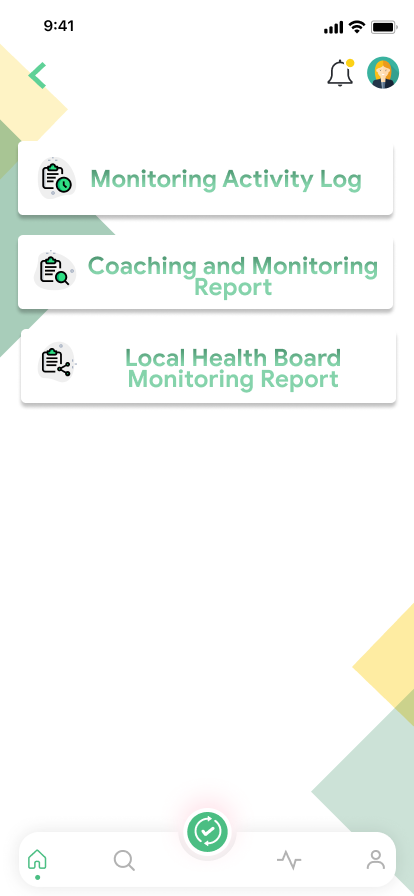 9:41
Monitoring Activity Log
Coaching and Monitoring
Report
Local Health Board
Monitoring Report